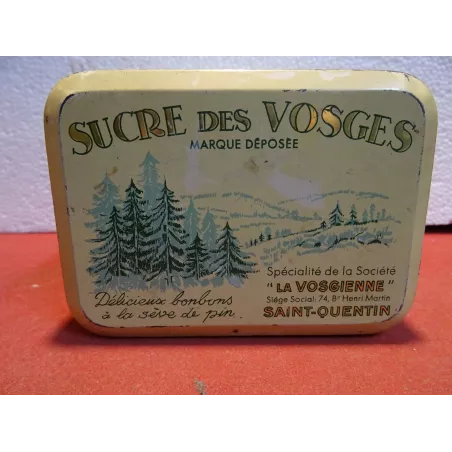 SUCRE DES VOSGES
MARQUE DÉPOSÉE
Spécialité de la Société
"LA VOSGIENNE"
Siège Social: 74, Bd Henri Martin
SAINT-QUENTIN
Délicieux bonbons
à la sève de pin.